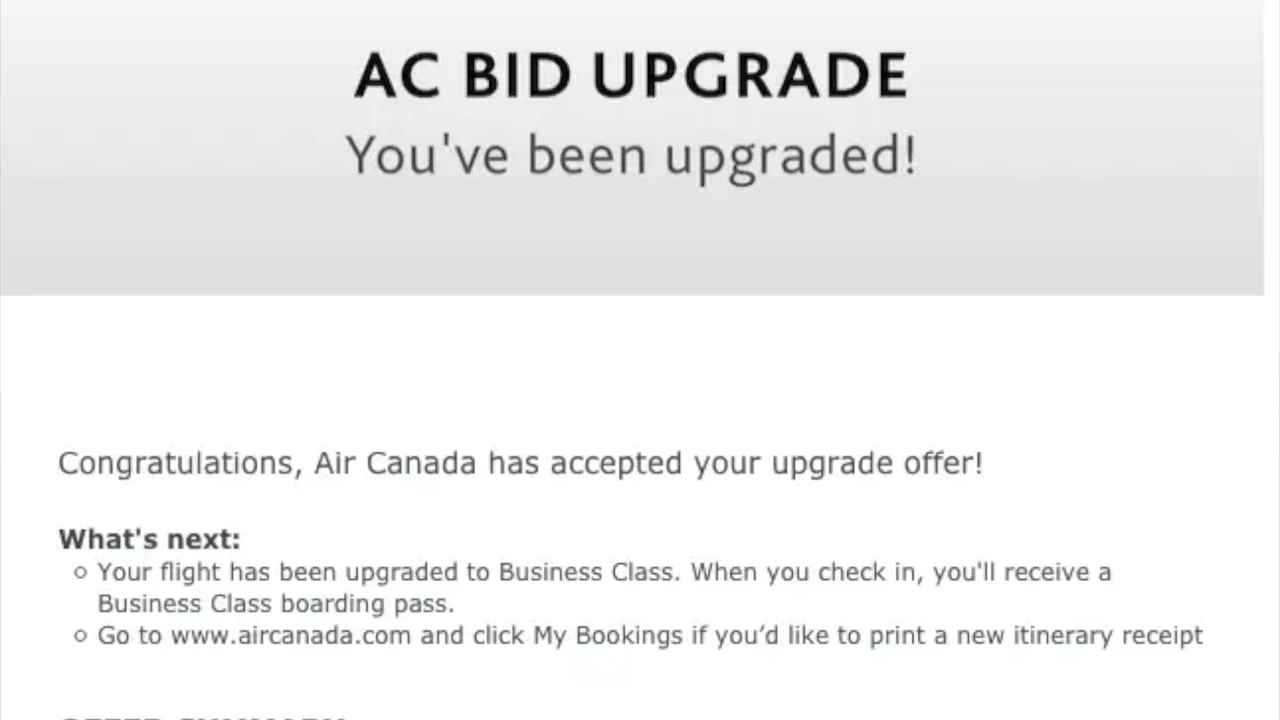 AC BID UPGRADE
You've been upgraded!
Congratulations, Air Canada has accepted your upgrade offer!
What's next:
Your flight has been upgraded to Business Class. When you check in, you'll receive a
Business Class boarding pass.
Go to www.aircanada.com and click My Bookings if you’d like to print a new itinerary receipt